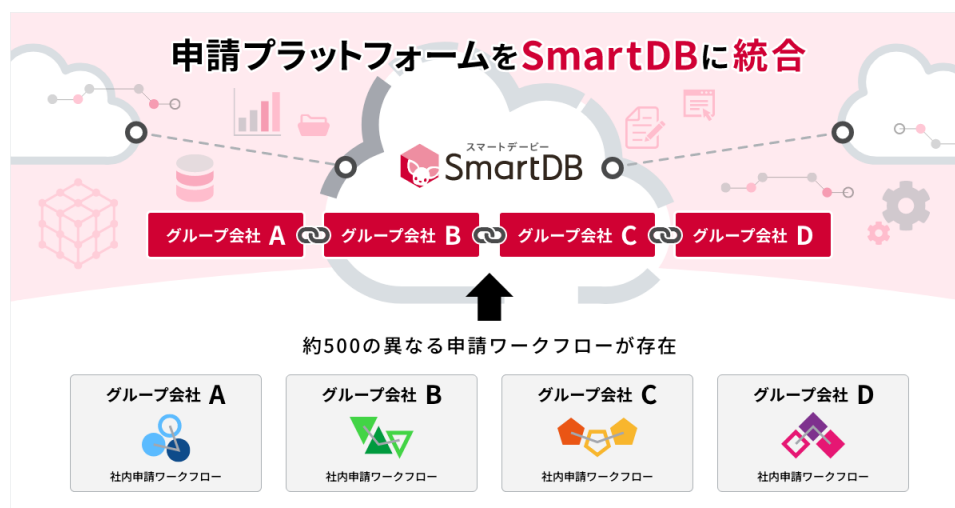 申請プラットフォームをSmartDBに統合
スマートデービー
SmartDB
グループ会社 A
グループ会社 B
グループ会社 C
グループ会社 D
約500の異なる申請ワークフローが存在
グループ会社 A
社内申請ワークフロー
グループ会社 B
社内申請ワークフロー
グループ会社 C
社内申請ワークフロー
グループ会社 D
社内申請ワークフロー